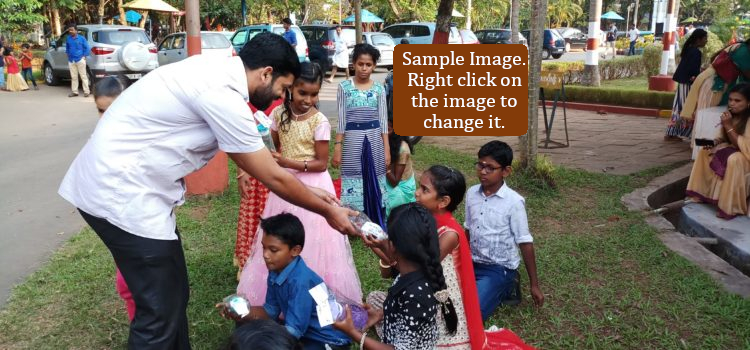 Sample Image.
Right click on
the image to
change it.